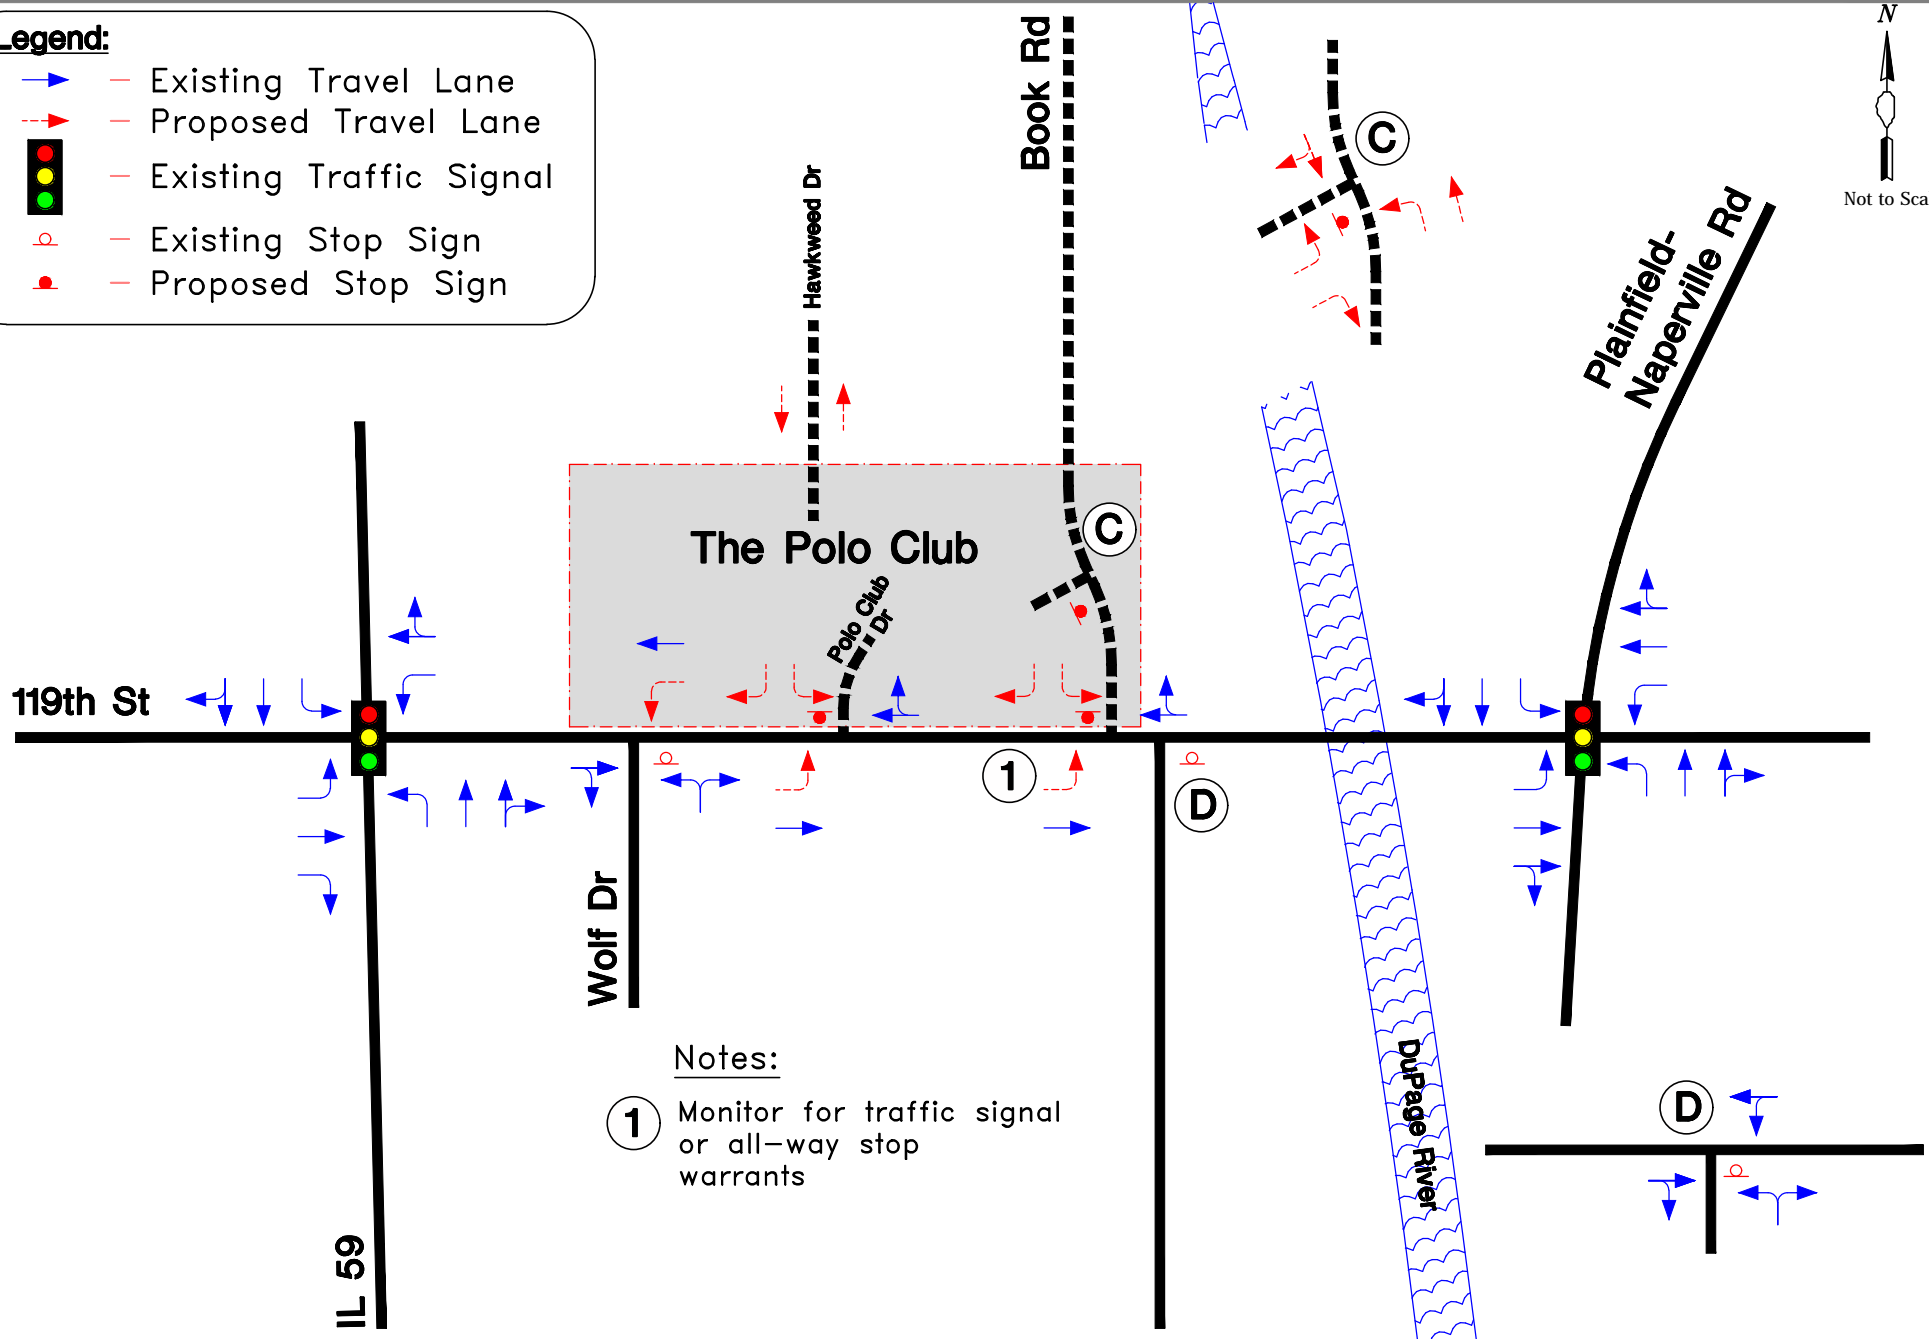 Legend:
Existing Travel Lane
Proposed Travel Lane
Existing Traffic Signal
Existing Stop Sign
Proposed Stop Sign
N
Not to Sca
Book Rd
Hawkweed Dr
C
Plainfield-
Naperville Rd
The Polo Club
C
Polo Club
Dr
119th St
1
D
Wolf Dr
IL 59
DuPage River
Notes:
1
Monitor for traffic signal
or all-way stop
warrants
D